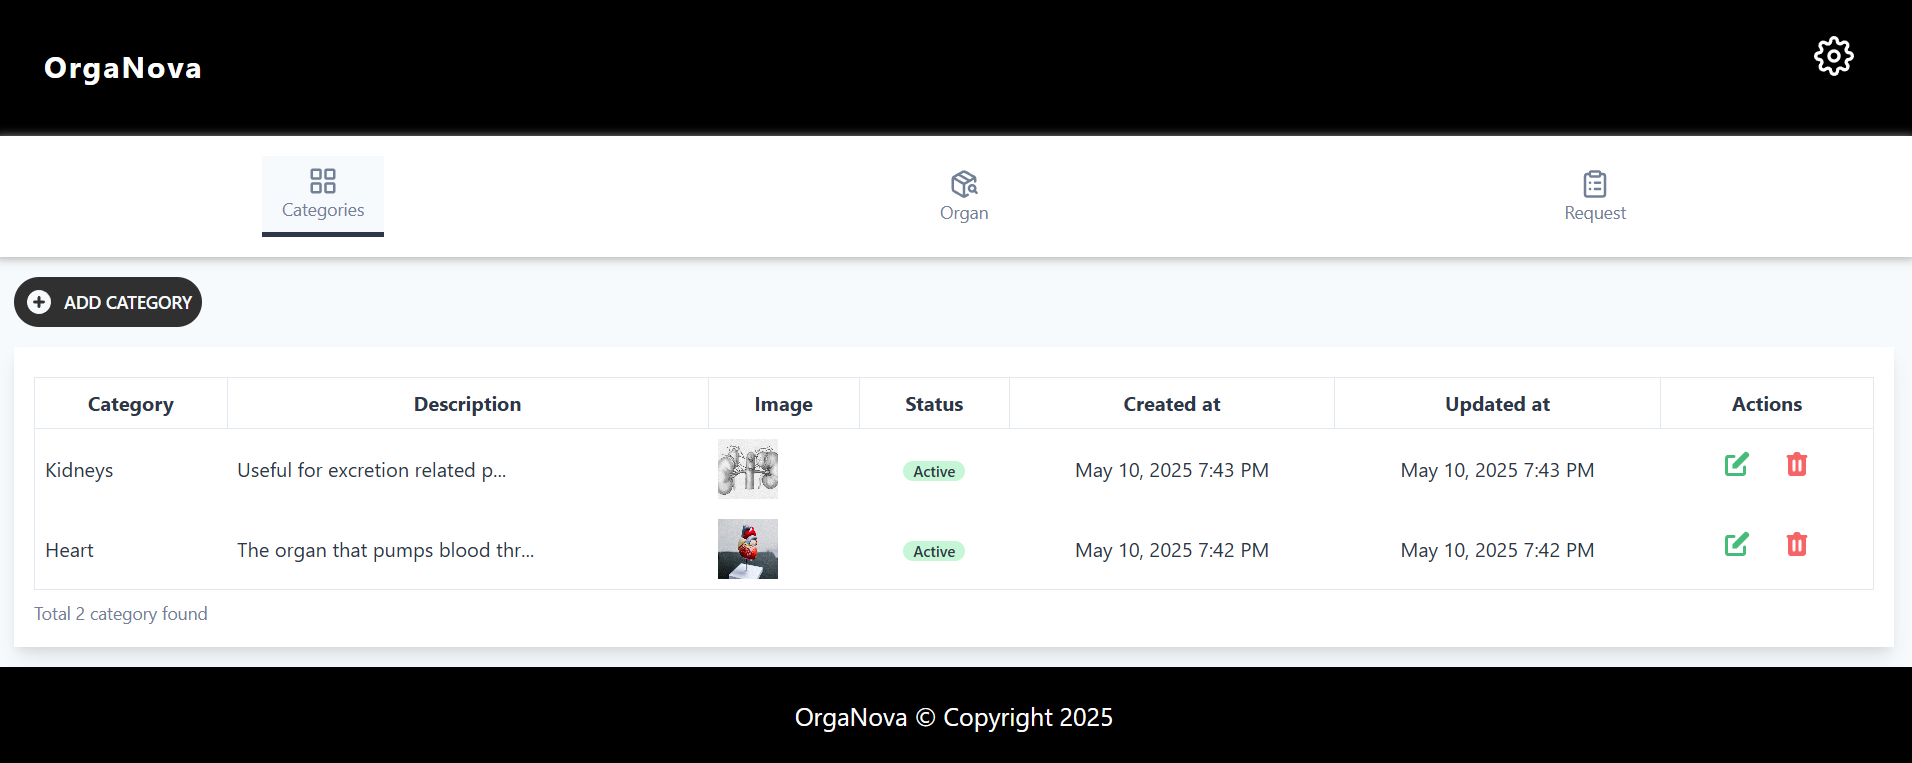 OrgaNova
Categories
Organ
Request
ADD CATEGORY
Category Description Image Status Created at Updated at Actions
Kidneys Useful for excretion related p... Active May 10, 2025 7:43 PM May 10, 2025 7:43 PM
Heart The organ that pumps blood thr... Active May 10, 2025 7:42 PM May 10, 2025 7:42 PM
Total 2 category found
OrgaNova © Copyright 2025